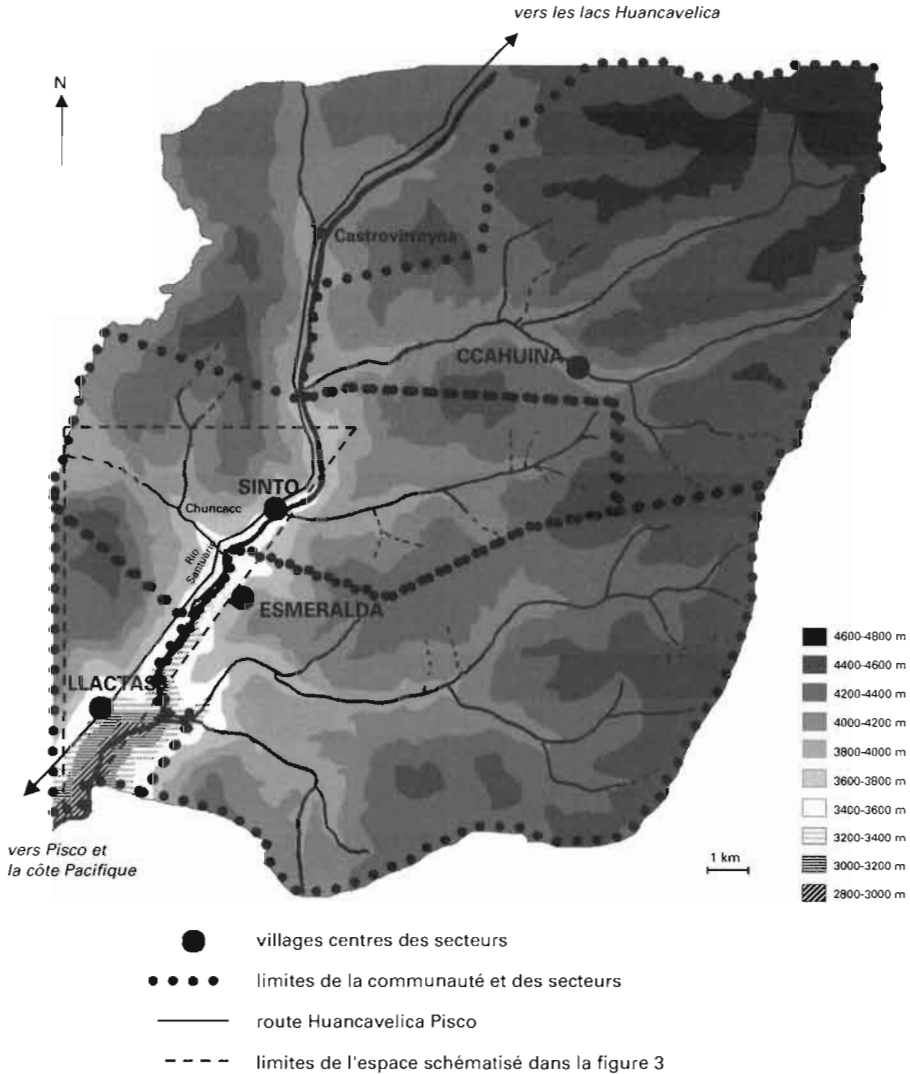 vers les lacs Huancavelica
N
Castrovirreyna
CCAHUINA
SINTO
Chuncacc
Río
Santuario
ESMERALDA
LLACTAS
4600-4800 m
4400-4600 m
4200-4400 m
4000-4200 m
3800-4000 m
3600-3800 m
3400-3600 m
3200-3400 m
3000-3200 m
2800-3000 m
1 km
vers Pisco et
la côte Pacifique
villages centres des secteurs
limites de la communauté et des secteurs
route Huancavelica Pisco
limites de l'espace schématisé dans la figure 3